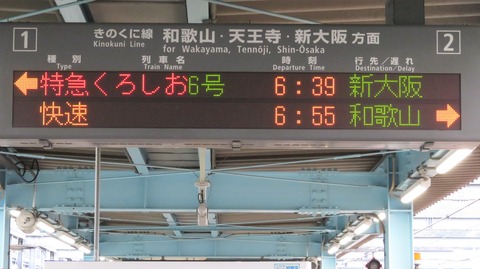 1 きのくに線 和歌山・天王寺・新大阪 方面 2
Kinokuni Line for Wakayama, Tennōji, Shin-Ōsaka
種別 列車名 時刻 行先/遅れ
Type Train Name Departure Time Destination/Delay
←特急くろしお6号 6:39 新大阪
快速 6:55 和歌山→